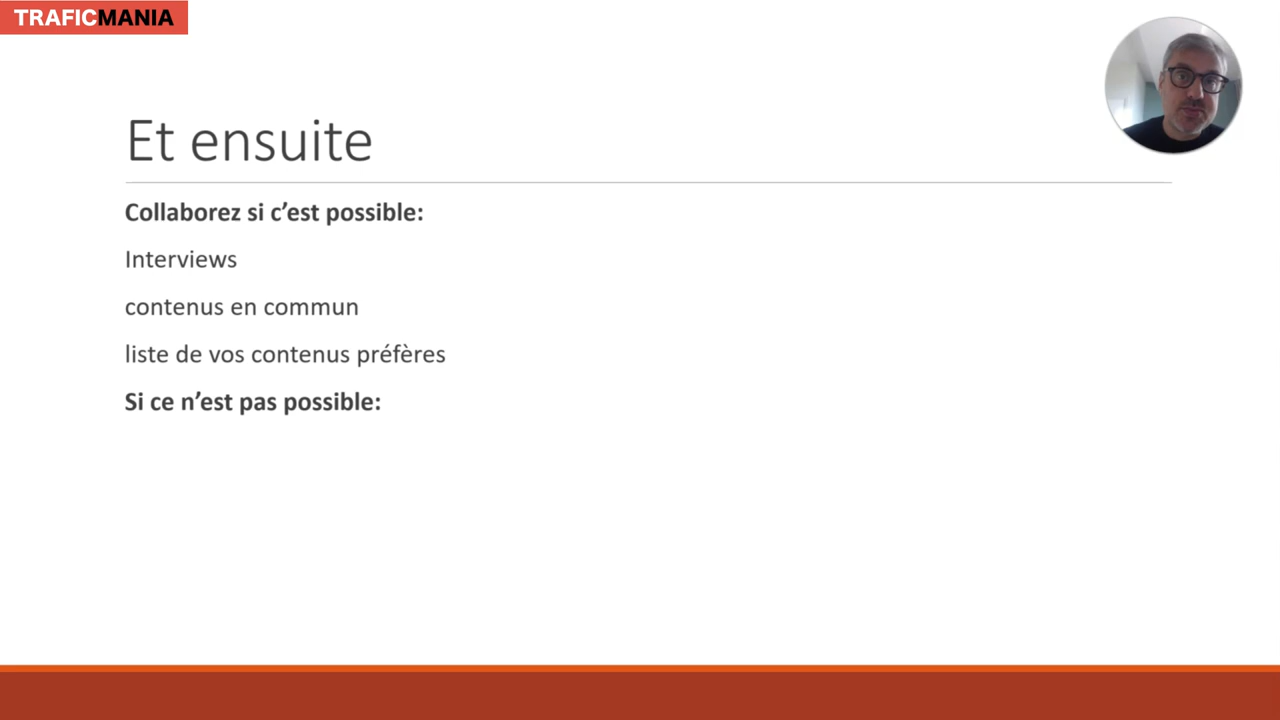 TRAFICMANIA
Et ensuite
Collaborez si c’est possible:
Interviews
contenus en commun
liste de vos contenus préfères
Si ce n’est pas possible: